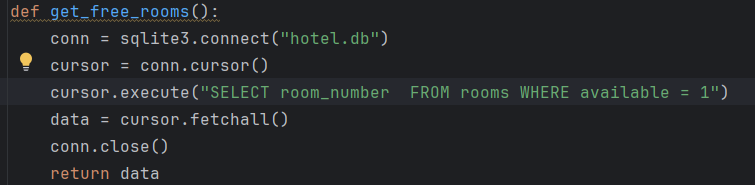 def get_free_rooms():
    conn = sqlite3.connect("hotel.db")
    cursor = conn.cursor()
    cursor.execute("SELECT room_number  FROM rooms WHERE available = 1")
    data = cursor.fetchall()
    conn.close()
    return data